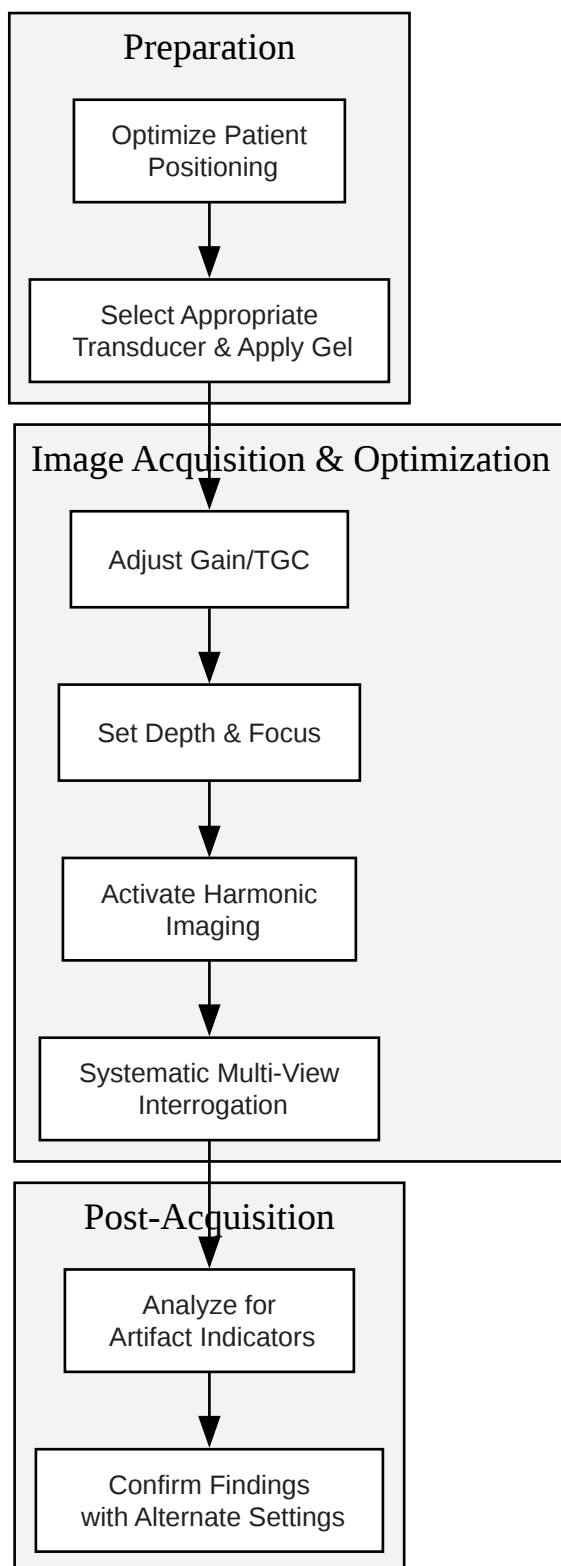 Preparation
Optimize Patient
Positioning
Select Appropriate
Transducer & Apply Gel
Image Acquisition & Optimization
Adjust Gain/TGC
Set Depth & Focus
Activate Harmonic
Imaging
Systematic Multi-View
Interrogation
Post-Acquisition
Analyze for
Artifact Indicators
Confirm Findings
with Alternate Settings